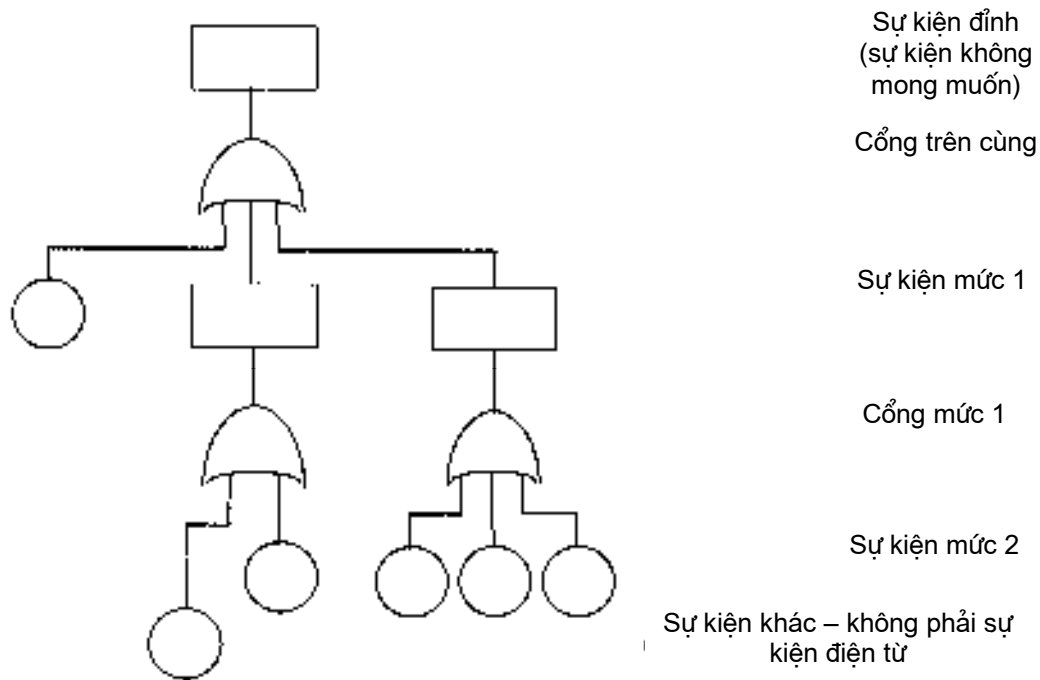 Sự kiện đỉnh
(sự kiện không
mong muốn)
Cổng trên cùng
Sự kiện mức 1
Cổng mức 1
Sự kiện mức 2
Sự kiện khác – không phải sự
kiện điện từ